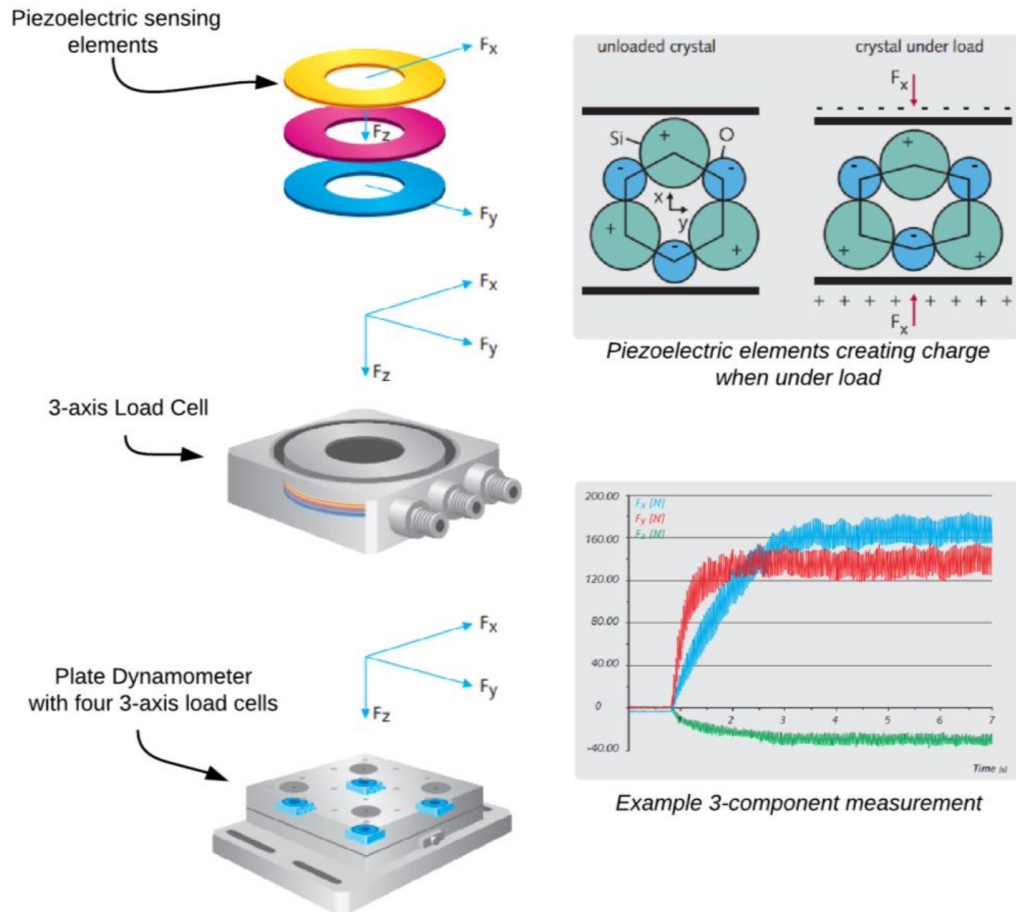 Piezoelectric sensing
elements
Fx
Fz
Fy
unloaded crystal
crystal under load
Fx
- - - - - - - - -
Si
O
+
+
-
-
-
-
x
y
+
+
+
+
-
-
+ + + + + + + + +
Fx
Piezoelectric elements creating charge
when under load
Fx
Fy
Fz
3-axis Load Cell
200.00
160.00
120.00
80.00
40.00
0
-40.00
Fx [N]
Fy [N]
Fz [N]
1
2
3
4
5
6
7
Time [s]
Example 3-component measurement
Fx
Fy
Fz
Plate Dynamometer
with four 3-axis load cells